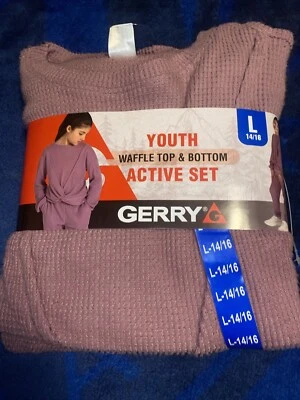 L
14/16
YOUTH
WAFFLE TOP & BOTTOM
ACTIVE SET
GERRY
L-14/16
L-14/16
L-14/16
L-14/16
L-14/16